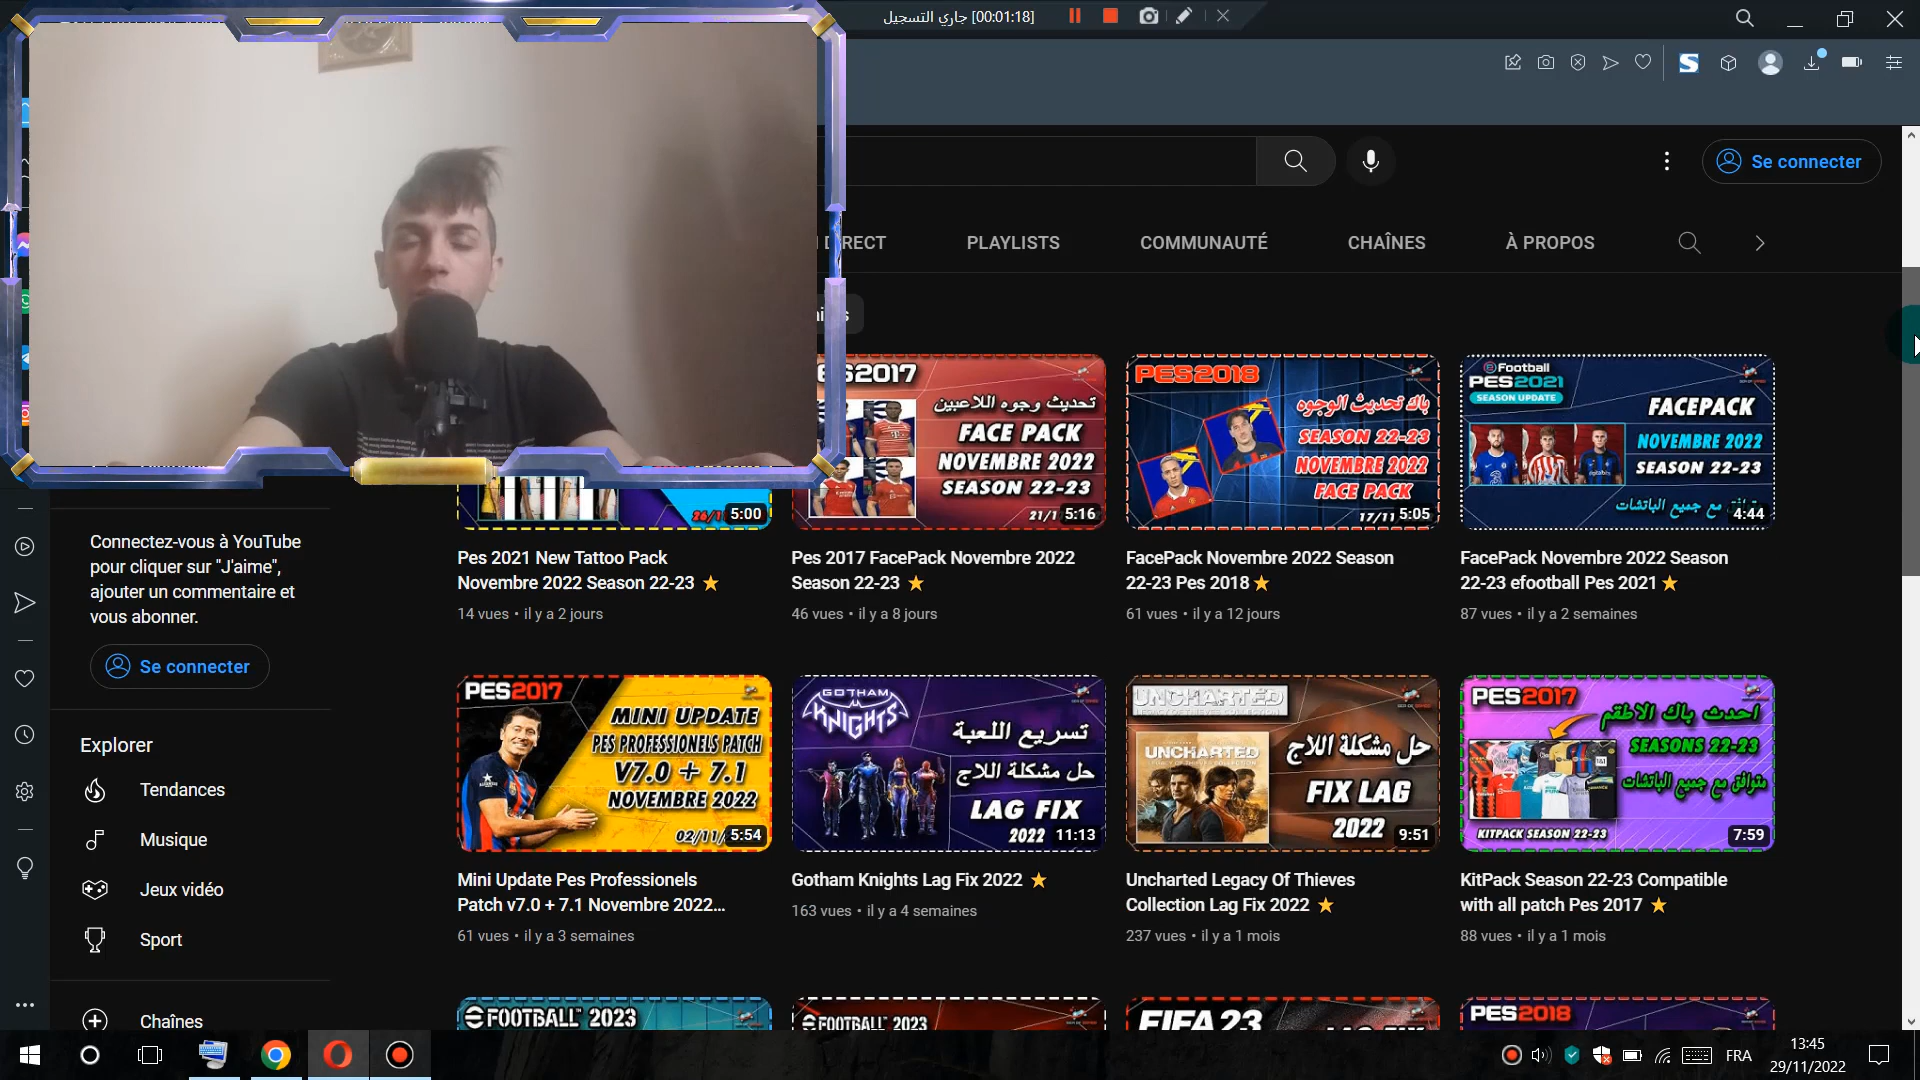 [00:01:18] جاري التسجيل
Se connecter
PLAYLISTS
COMMUNAUTÉ
CHAÎNES
À PROPOS
PES2017
تحديث وجوه اللاعبين
FACE PACK
NOVEMBRE 2022
SEASON 22-23
5:16
PES2018
باك تحديث الوجوه
SEASON 22-23
NOVEMBRE 2022
FACE PACK
17/11
5:05
eFootball
PES2021
SEASON UPDATE
FACEPACK
NOVEMBRE 2022
SEASON 22-23
متوافق مع جميع الباتشات
4:44
5:00
Pes 2021 New Tattoo Pack
Novembre 2022 Season 22-23
14 vues • il y a 2 jours
Pes 2017 FacePack Novembre 2022
Season 22-23
46 vues • il y a 8 jours
FacePack Novembre 2022 Season
22-23 Pes 2018
61 vues • il y a 12 jours
FacePack Novembre 2022 Season
22-23 efootball Pes 2021
87 vues • il y a 2 semaines
Connectez-vous à YouTube
pour cliquer sur "J'aime",
ajouter un commentaire et
vous abonner.
Se connecter
Explorer
Tendances
Musique
Jeux vidéo
Sport
Chaînes
PES2017
MINI UPDATE
PES PROFESSIONELS PATCH
V7.0 + 7.1
NOVEMBRE 2022
02/11/
5:54
GOTHAM
KNIGHTS
تسريع اللعبة
حل مشكلة اللاج
LAG FIX
2022
11:13
UNCHARTED
LEGACY OF THIEVES COLLECTION
UNCHARTED
حل مشكلة اللاج
FIX LAG
2022
9:51
PES2017
احدث باك الاطقم
SEASONS 22-23
متوافق مع جميع الباتشات
KITPACK SEASON 22-23
7:59
Mini Update Pes Professionels
Patch v7.0 + 7.1 Novembre 2022...
61 vues • il y a 3 semaines
Gotham Knights Lag Fix 2022
163 vues • il y a 4 semaines
Uncharted Legacy Of Thieves
Collection Lag Fix 2022
237 vues • il y a 1 mois
KitPack Season 22-23 Compatible
with all patch Pes 2017
88 vues • il y a 1 mois
eFOOTBALL 2023
eFOOTBALL 2023
FIFA 23
PES2018
FRA
13:45
29/11/2022